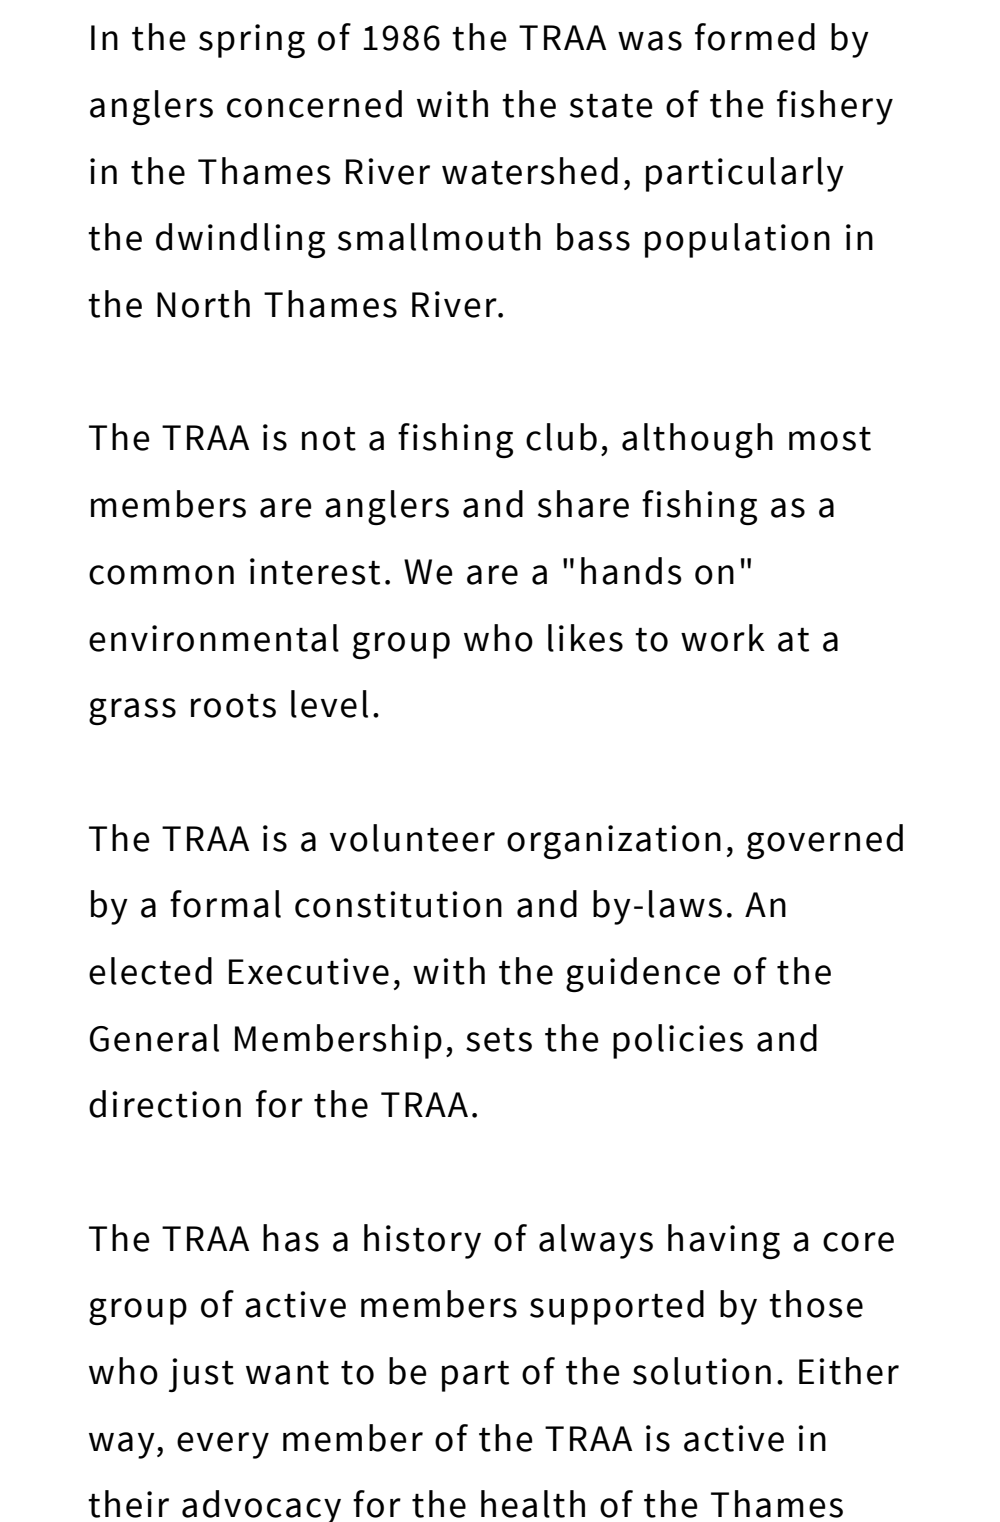 In the spring of 1986 the TRAA was formed by
anglers concerned with the state of the fishery
in the Thames River watershed, particularly
the dwindling smallmouth bass population in
the North Thames River.
The TRAA is not a fishing club, although most
members are anglers and share fishing as a
common interest. We are a "hands on"
environmental group who likes to work at a
grass roots level.
The TRAA is a volunteer organization, governed
by a formal constitution and by-laws. An
elected Executive, with the guidence of the
General Membership, sets the policies and
direction for the TRAA.
The TRAA has a history of always having a core
group of active members supported by those
who just want to be part of the solution. Either
way, every member of the TRAA is active in
their advocacy for the health of the Thames